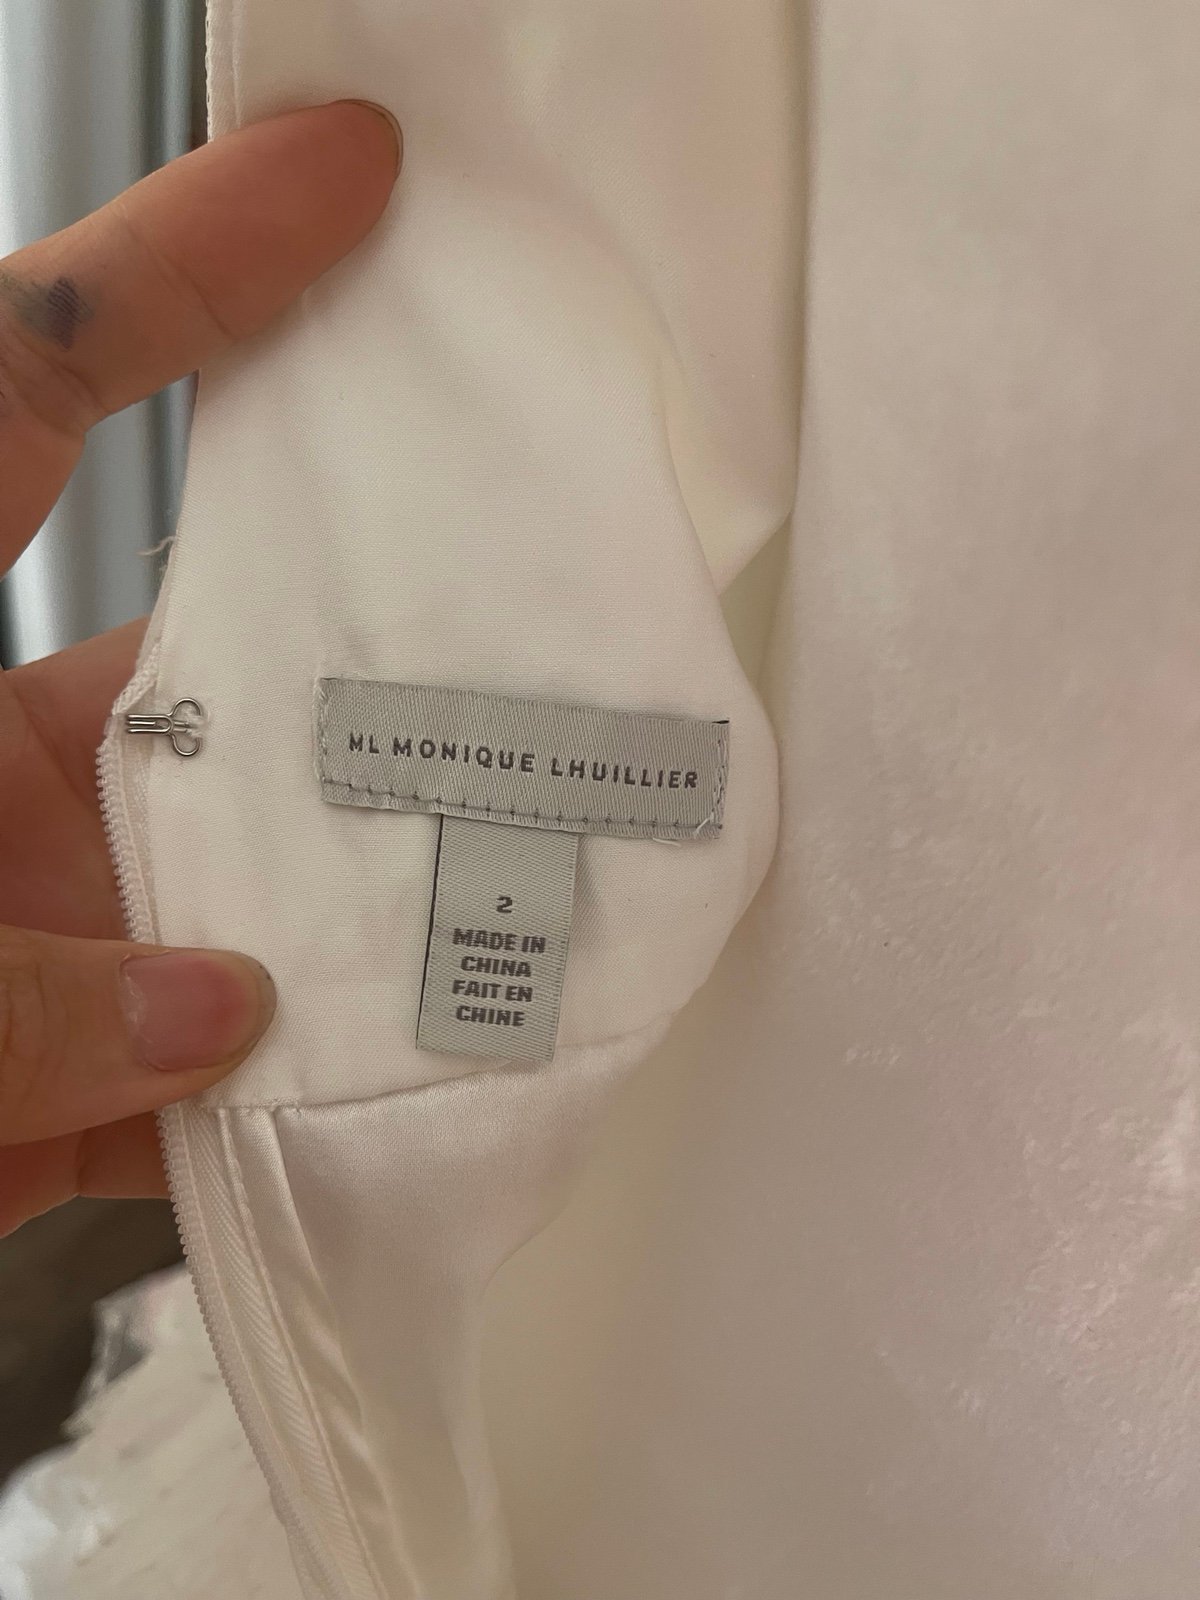 ML MONIQUE LHUILLIER
2
MADE IN
CHINA
FAIT EN
CHINE